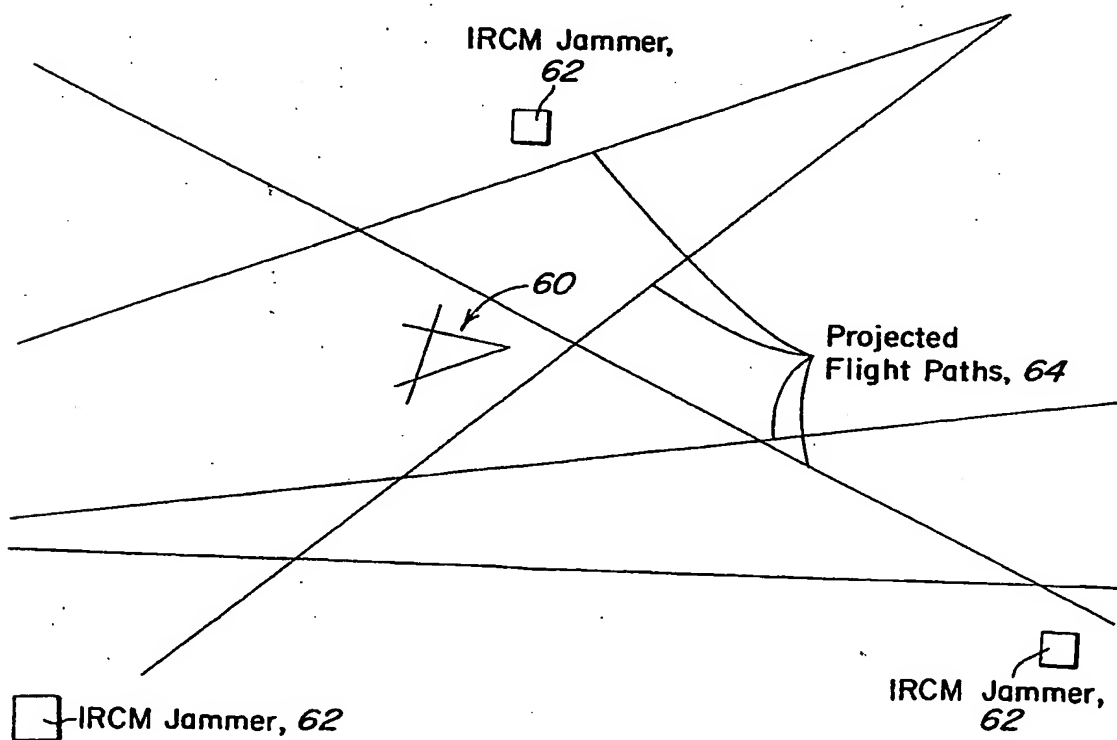 IRCM Jammer,
62
60
Projected
Flight Paths, 64
IRCM Jammer, 62
IRCM Jammer,
62